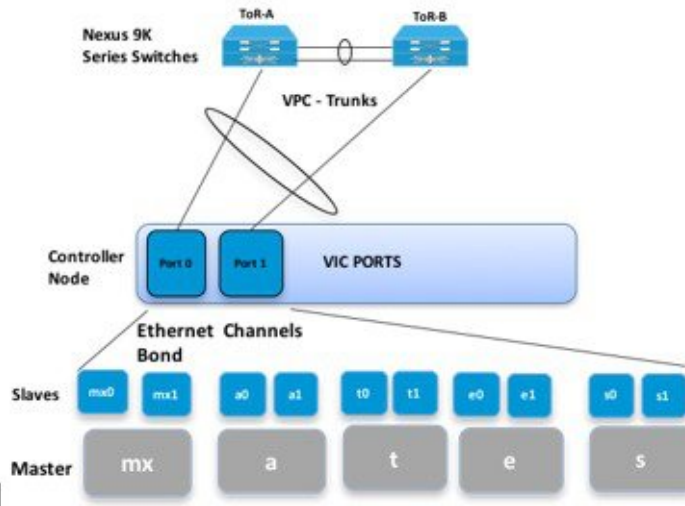 ToR-A
ToR-B
Nexus 9K
Series Switches
VPC - Trunks
Controller
Node
Port 0
Port 1
VIC PORTS
Ethernet Channels
Bond
Slaves
mx0
mx1
a0
a1
t0
t1
e0
e1
s0
s1
Master
mx
a
t
e
s